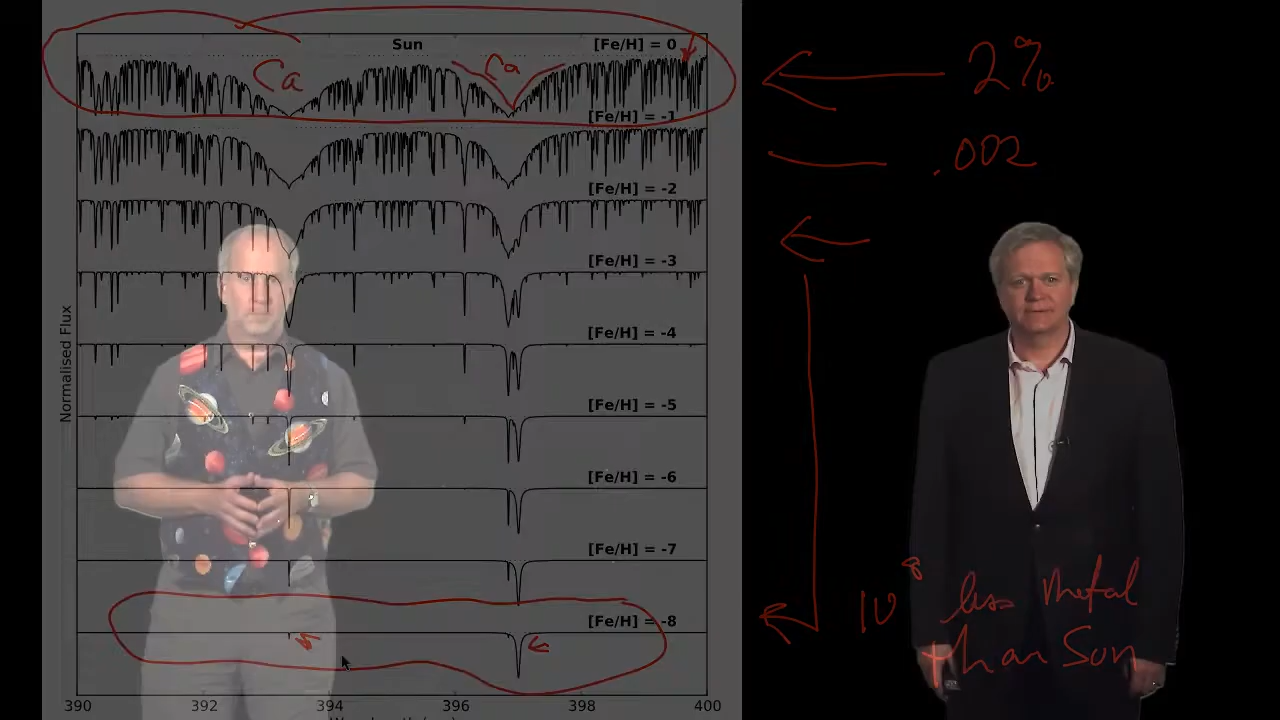 Sun [Fe/H] = 0
Ca Ca
2%
[Fe/H] = -1
.002
[Fe/H] = -2
[Fe/H] = -3
[Fe/H] = -4
[Fe/H] = -5
[Fe/H] = -6
[Fe/H] = -7
10⁸ less metal
than Sun
[Fe/H] = -8
Normalised Flux
390 392 394 396 398 400